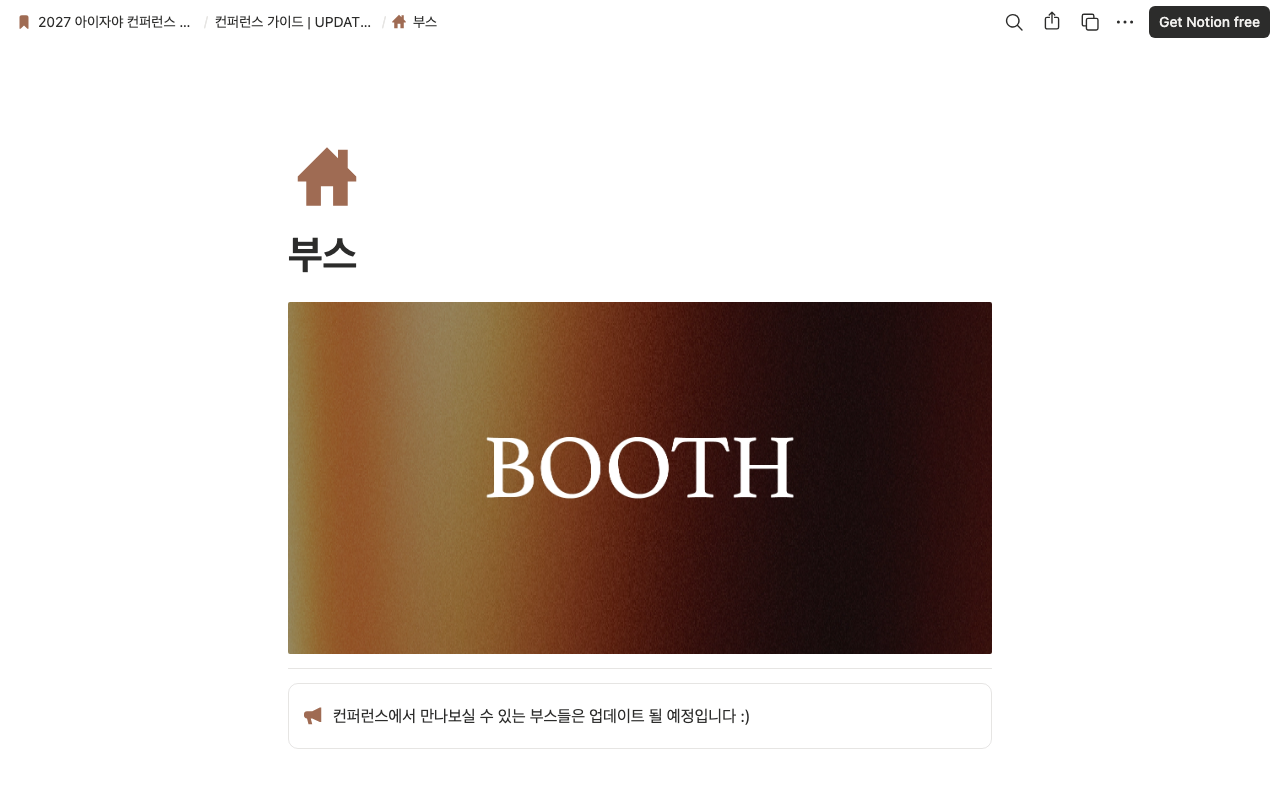 2027 아이자야 컨퍼런스 ... / 컨퍼런스 가이드 | UPDAT... / 부스
Get Notion free
부스
BOOTH
컨퍼런스에서 만나보실 수 있는 부스들은 업데이트 될 예정입니다 :)